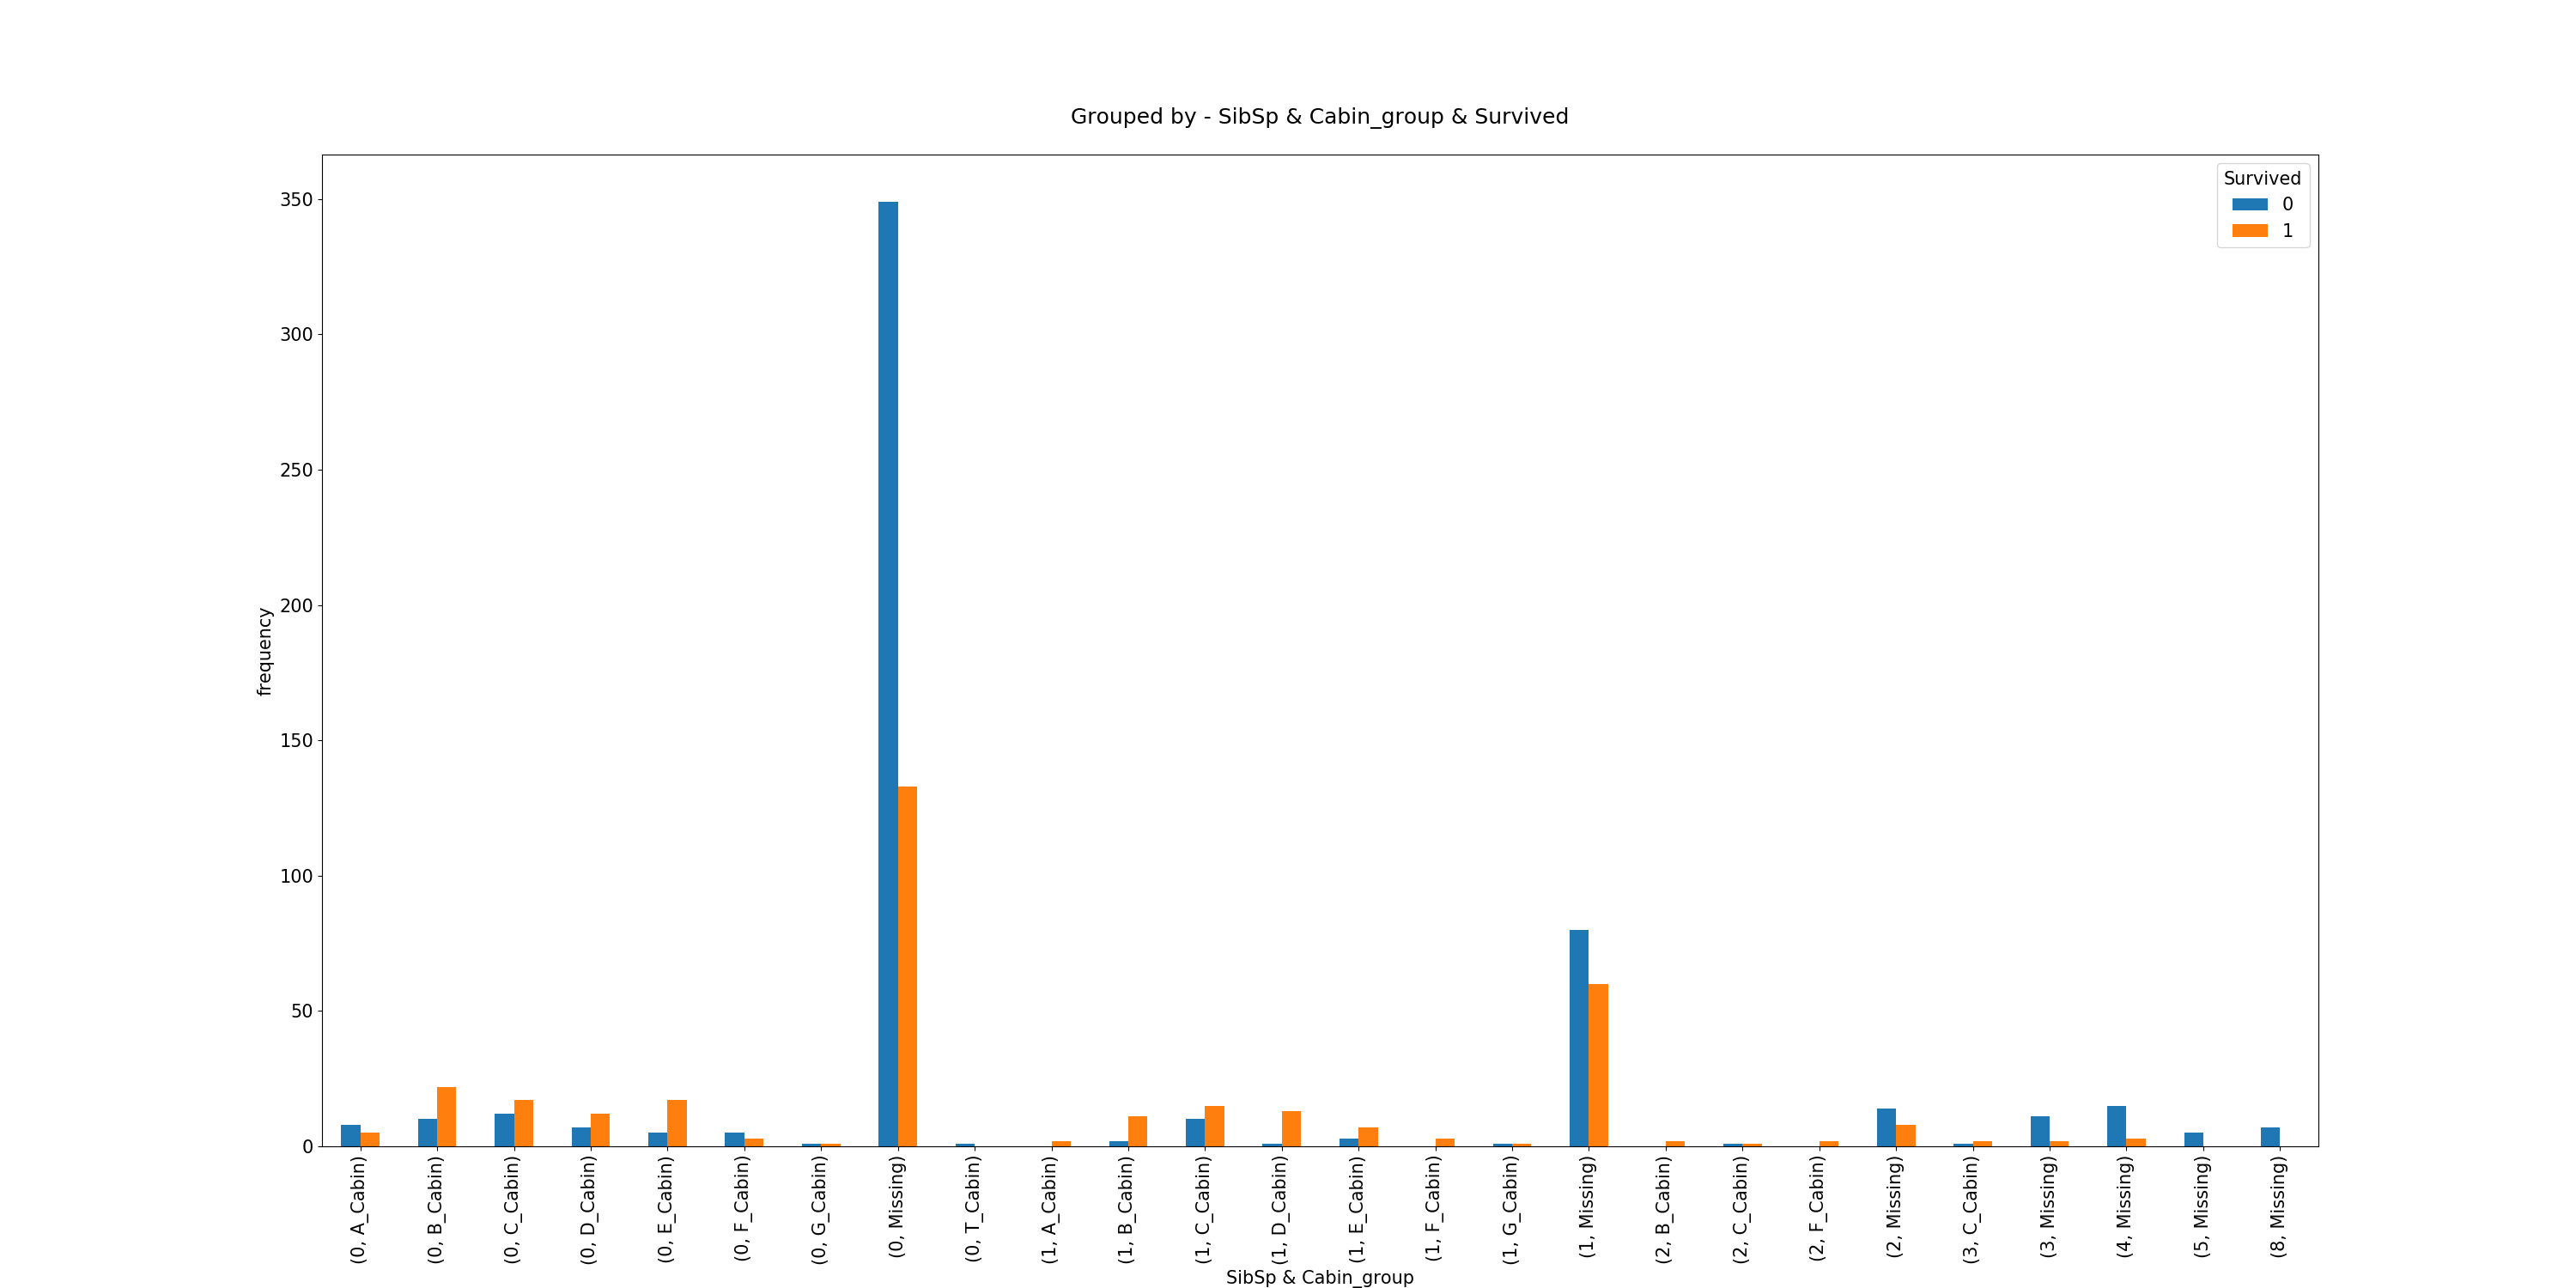 Grouped by - SibSp & Cabin_group & Survived
Survived
0
1
350
300
250
200
150
100
50
0
frequency
(0, A_Cabin)
(0, B_Cabin)
(0, C_Cabin)
(0, D_Cabin)
(0, E_Cabin)
(0, F_Cabin)
(0, G_Cabin)
(0, Missing)
(0, T_Cabin)
(1, A_Cabin)
(1, B_Cabin)
(1, C_Cabin)
(1, D_Cabin)
(1, E_Cabin)
(1, F_Cabin)
(1, G_Cabin)
(1, Missing)
(2, B_Cabin)
(2, C_Cabin)
(2, F_Cabin)
(2, Missing)
(3, C_Cabin)
(3, Missing)
(4, Missing)
(5, Missing)
(8, Missing)
SibSp & Cabin_group